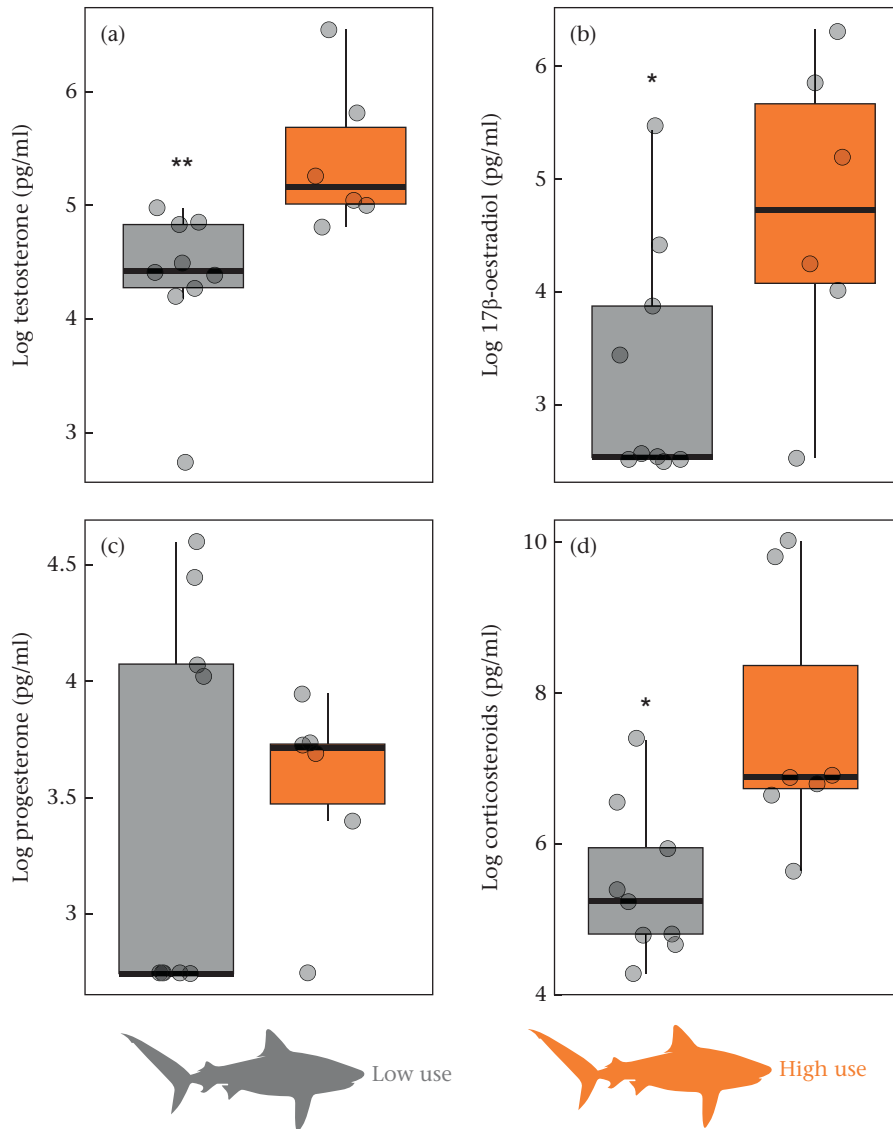 (a)
Log testosterone (pg/ml)
6
5
4
3
**
(b)
Log 17β-oestradiol (pg/ml)
6
5
4
3
*
(c)
Log progesterone (pg/ml)
4.5
4
3.5
3
(d)
Log corticosteroids (pg/ml)
10
8
6
4
*
Low use
High use